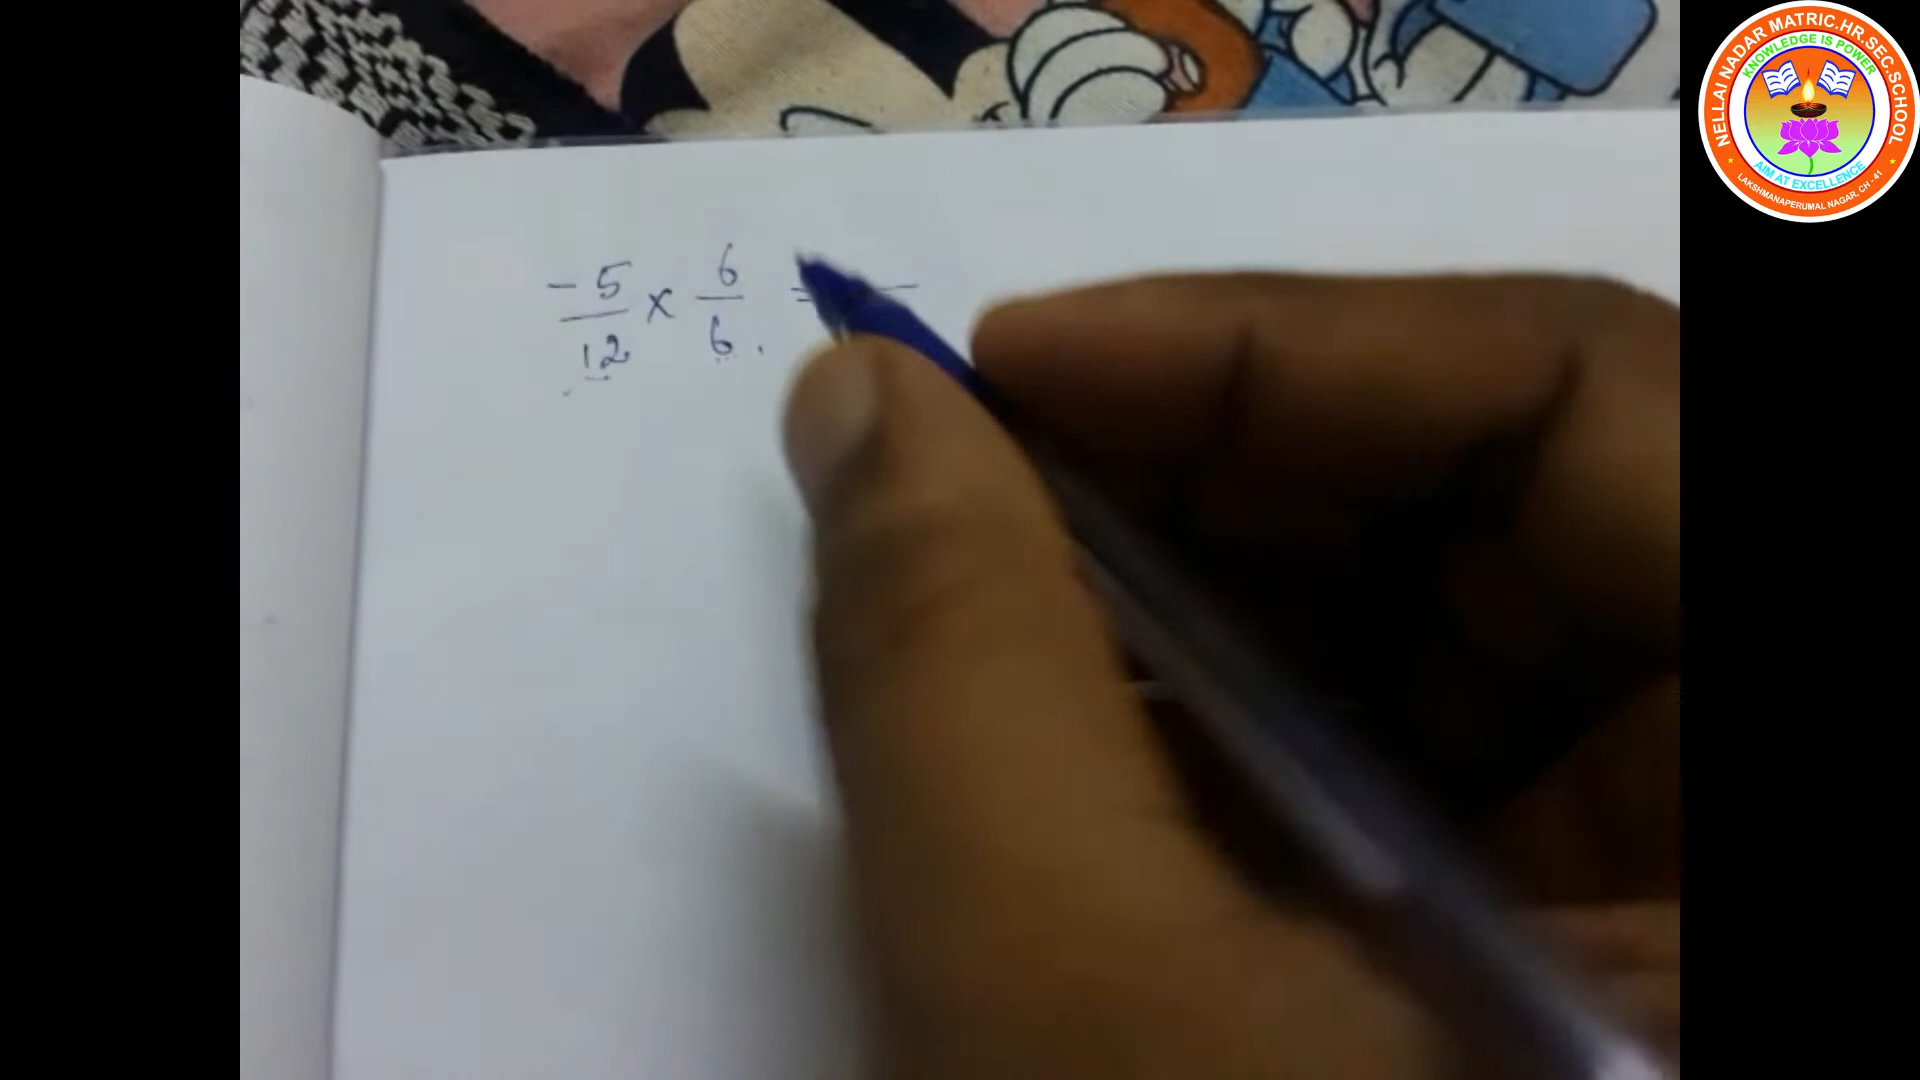 -5/12 × 6/6 =
NELLAI NADAR MATRIC.HR.SEC.SCHOOL
KNOWLEDGE IS POWER
AIM AT EXCELLENCE
LAKSHMANAPERUMAL NAGAR, CH - 41